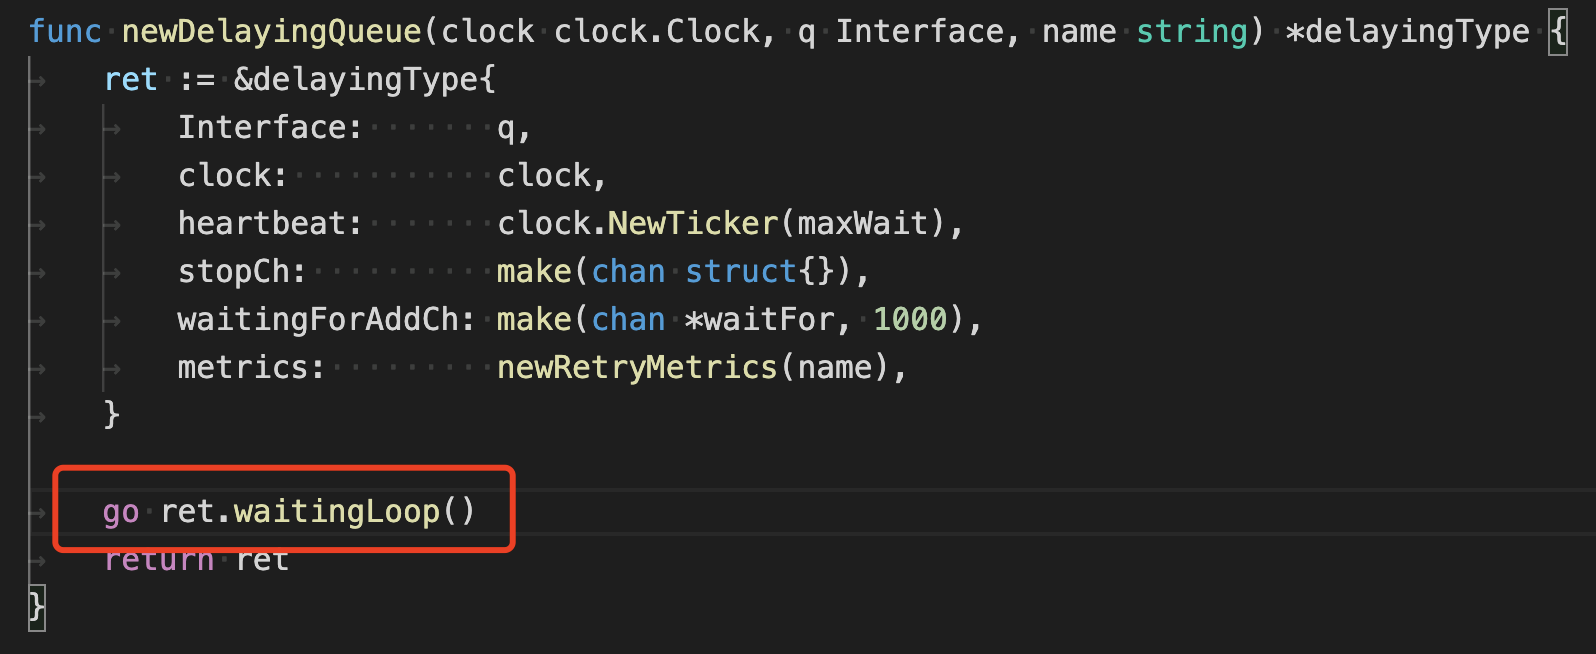 func newDelayingQueue(clock clock.Clock, q Interface, name string) *delayingType {
ret := &delayingType{
Interface:       q,
clock:           clock,
heartbeat:       clock.NewTicker(maxWait),
stopCh:          make(chan struct{}),
waitingForAddCh: make(chan *waitFor, 1000),
metrics:         newRetryMetrics(name),
}
go ret.waitingLoop()
return ret
}